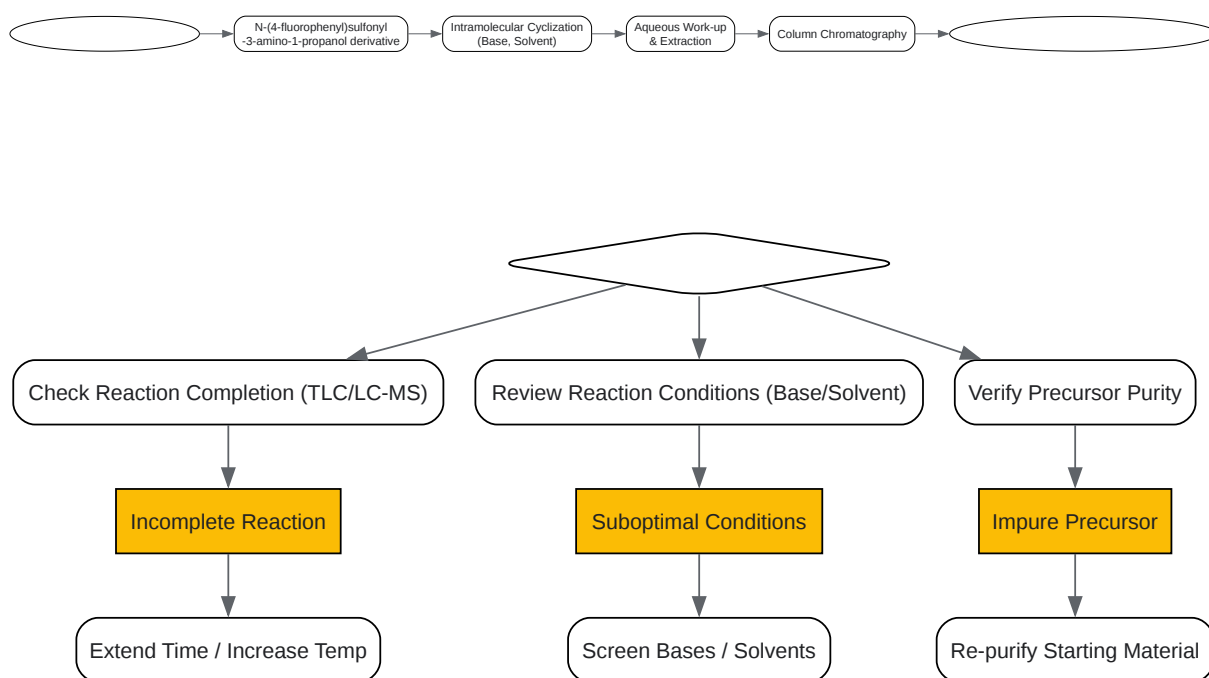 N-(4-fluorophenyl)sulfonyl
-3-amino-1-propanol derivative
Intramolecular Cyclization
(Base, Solvent)
Aqueous Work-up
& Extraction
Column Chromatography
Check Reaction Completion (TLC/LC-MS)
Review Reaction Conditions (Base/Solvent)
Verify Precursor Purity
Incomplete Reaction
Suboptimal Conditions
Impure Precursor
Extend Time / Increase Temp
Screen Bases / Solvents
Re-purify Starting Material